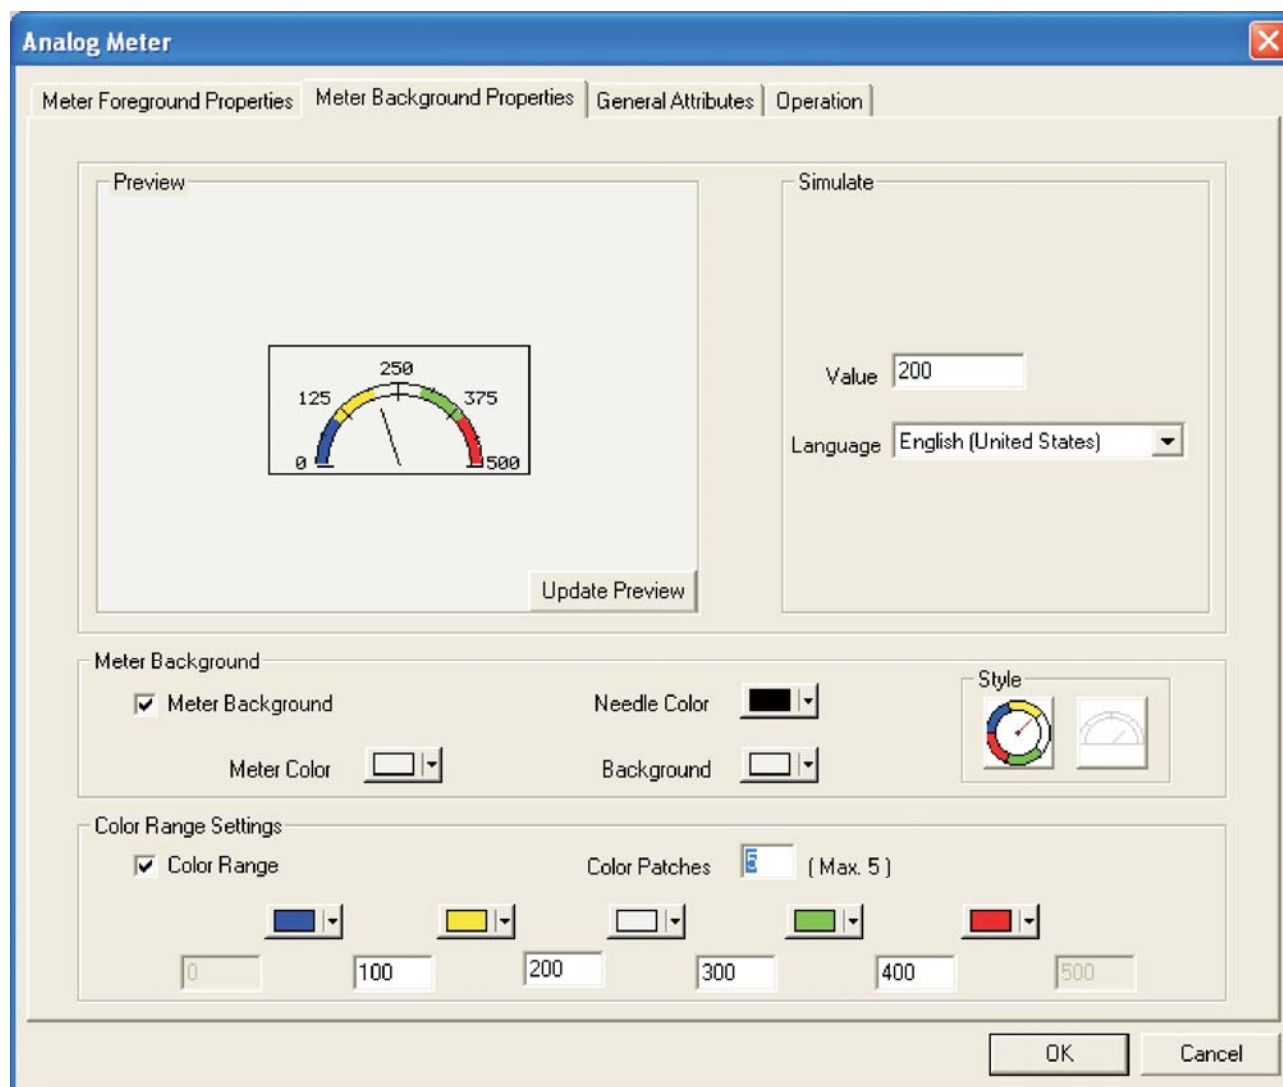 Analog Meter
Meter Foreground Properties
Meter Background Properties
General Attributes
Operation
Preview
Simulate
250
125
375
0
500
Value
200
Language
English (United States)
Update Preview
Meter Background
Meter Background
Needle Color
Style
Meter Color
Background
Color Range Settings
Color Range
Color Patches
5
( Max. 5 )
0
100
200
300
400
500
OK
Cancel